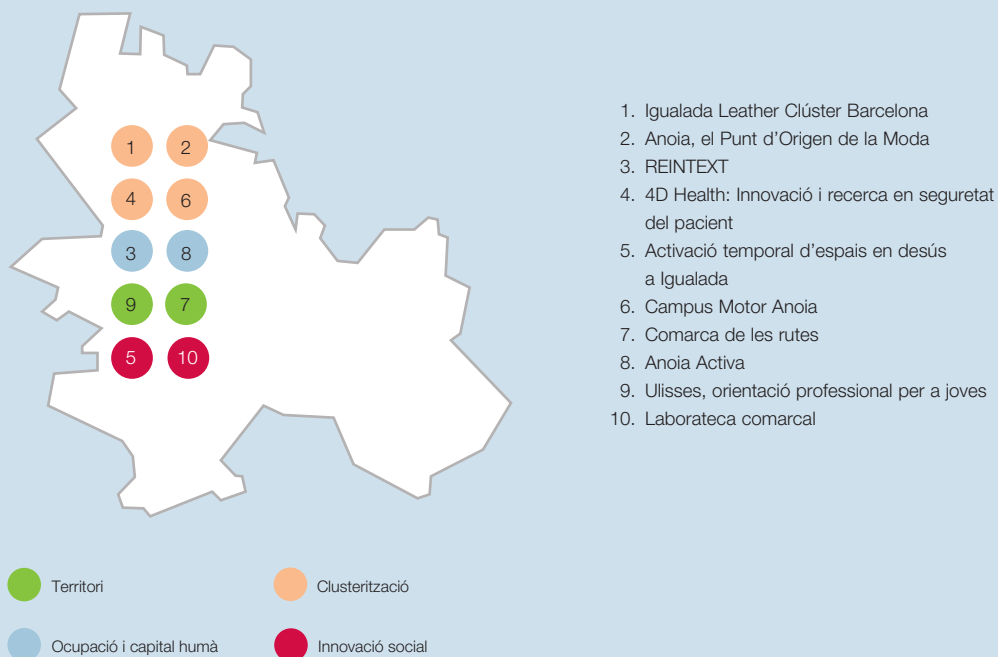 1 2
4 6
3 8
9 7
5 10
1. Igualada Leather Clúster Barcelona
2. Anoia, el Punt d’Origen de la Moda
3. REINTEXT
4. 4D Health: Innovació i recerca en seguretat
del pacient
5. Activació temporal d’espais en desús
a Igualada
6. Campus Motor Anoia
7. Comarca de les rutes
8. Anoia Activa
9. Ulisses, orientació professional per a joves
10. Laborateca comarcal
Territori
Clusterització
Ocupació i capital humà
Innovació social